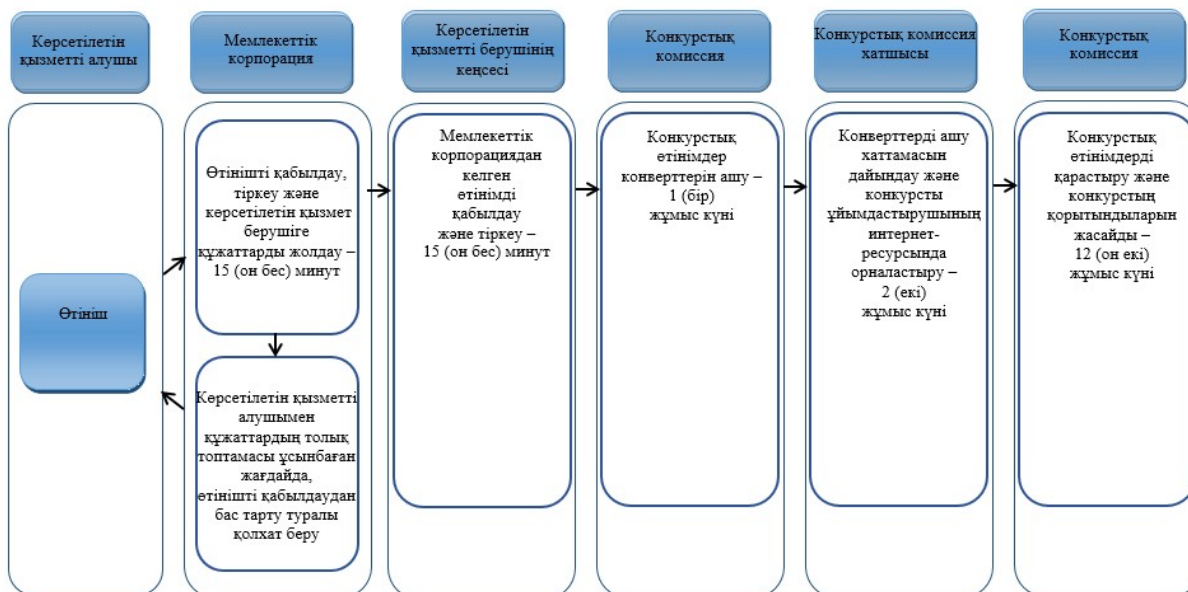 Көрсетілетін
қызметті алушы
Мемлекеттік
корпорация
Көрсетілетін
қызметті берушінің
кеңсесі
Конкурстық
комиссия
Конкурстық комиссия
хатшысы
Конкурстық
комиссия
Өтініш
Өтінішті қабылдау,
тіркеу және
көрсетілетін қызмет
берушіге
құжаттарды жолдау –
15 (он бес) минут
Көрсетілетін қызметті
алушымен
құжаттардың толық
топтамасы ұсынбаған
жағдайда,
өтінішті қабылдаудан
бас тарту туралы
қолхат беру
Мемлекеттік
корпорациядан
келген
өтінімді
қабылдау
және тіркеу –
15 (он бес) минут
Конкурстық
өтінімдер
конверттерін ашу –
1 (бір)
жұмыс күні
Конверттерді ашу
хаттамасын
дайындау және
конкурсты
ұйымдастырушының
интернет-
ресурсында
орналастыру –
2 (екі)
жұмыс күні
Конкурстық
өтінімдерді
қарастыру және
конкурстың
қорытындыларын
жасайды –
12 (он екі)
жұмыс күні